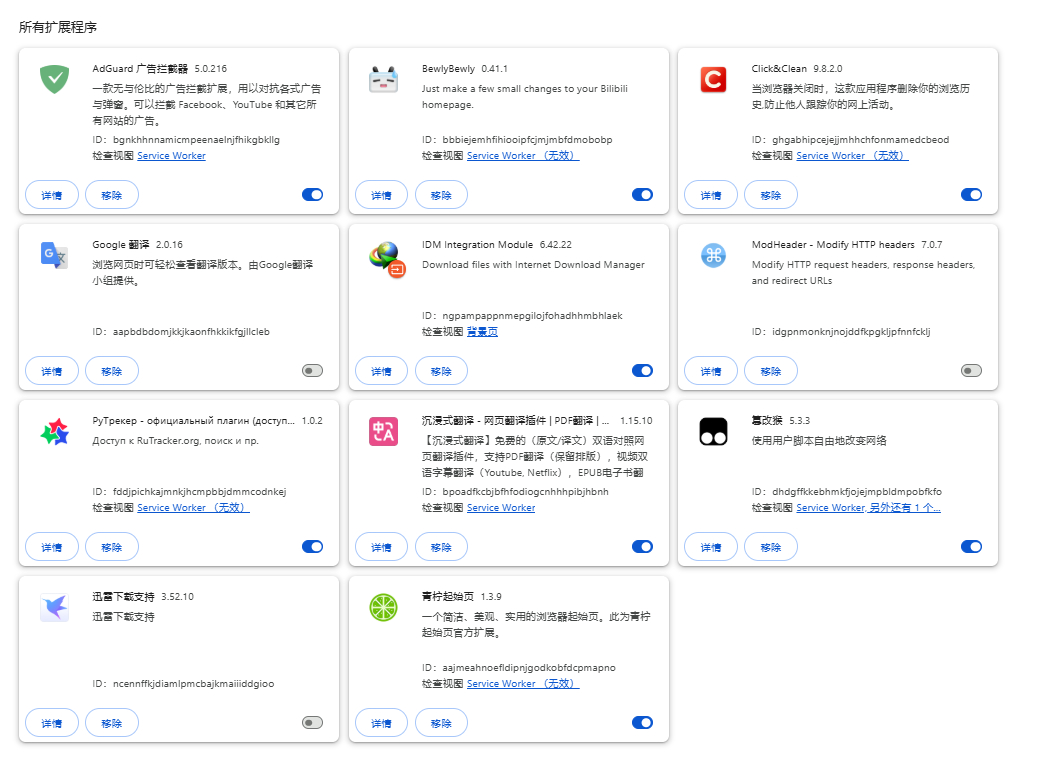 所有扩展程序
AdGuard 广告拦截器 5.0.216
一款无与伦比的广告拦截扩展，用以对抗各式广告
与弹窗。可以拦截 Facebook、YouTube 和其它所
有网站的广告。
ID：bgnkhhnnamicmpeenaelnjfhikgbkllg
检查视图 Service Worker
详情 移除
BewlyBewly 0.41.1
Just make a few small changes to your Bilibili
homepage.
ID：bbbiejemhfihiooipfcjmjmbfdmobobp
检查视图 Service Worker （无效）
详情 移除
Click&Clean 9.8.2.0
当浏览器关闭时，这款应用程序删除你的浏览历
史,防止他人跟踪你的网上活动。
ID：ghgabhipcejejjmhhchfonmamedcbeod
检查视图 Service Worker （无效）
详情 移除
Google 翻译 2.0.16
浏览网页时可轻松查看翻译版本。由Google翻译
小组提供。
ID：aapbdbdomjkkjkaonfhkkikfgjllcleb
详情 移除
IDM Integration Module 6.42.22
Download files with Internet Download Manager
ID：ngpampappnmepgilojfohadhhmbhlaek
检查视图 背景页
详情 移除
ModHeader - Modify HTTP headers 7.0.7
Modify HTTP request headers, response headers,
and redirect URLs
ID：idgpnmonknjnojddfkpgkljpfnnfcklj
详情 移除
РуТрекер - официальный плагин (доступ... 1.0.2
Доступ к RuTracker.org, поиск и пр.
ID：fddjpichkajmnkjhcmpbbjdmmcodnkej
检查视图 Service Worker （无效）
详情 移除
沉浸式翻译 - 网页翻译插件 | PDF翻译 | ... 1.15.10
【沉浸式翻译】免费的（原文/译文）双语对照网
页翻译插件，支持PDF翻译（保留排版），视频双
语字幕翻译（Youtube, Netflix），EPUB电子书翻
ID：bpoadfkcbjbfhfodiogcnhhhpibjhbnh
检查视图 Service Worker
详情 移除
篡改猴 5.3.3
使用用户脚本自由地改变网络
ID：dhdgffkkebhmkfjojejmpbldmpobfkfo
检查视图 Service Worker, 另外还有 1 个...
详情 移除
迅雷下载支持 3.52.10
迅雷下载支持
ID：ncennffkjdiamlpmcbajkmaiiiddgioo
详情 移除
青柠起始页 1.3.9
一个简洁、美观、实用的浏览器起始页。此为青柠
起始页官方扩展。
ID：aajmeahnoefldipnjgodkobfdcpmapno
检查视图 Service Worker （无效）
详情 移除